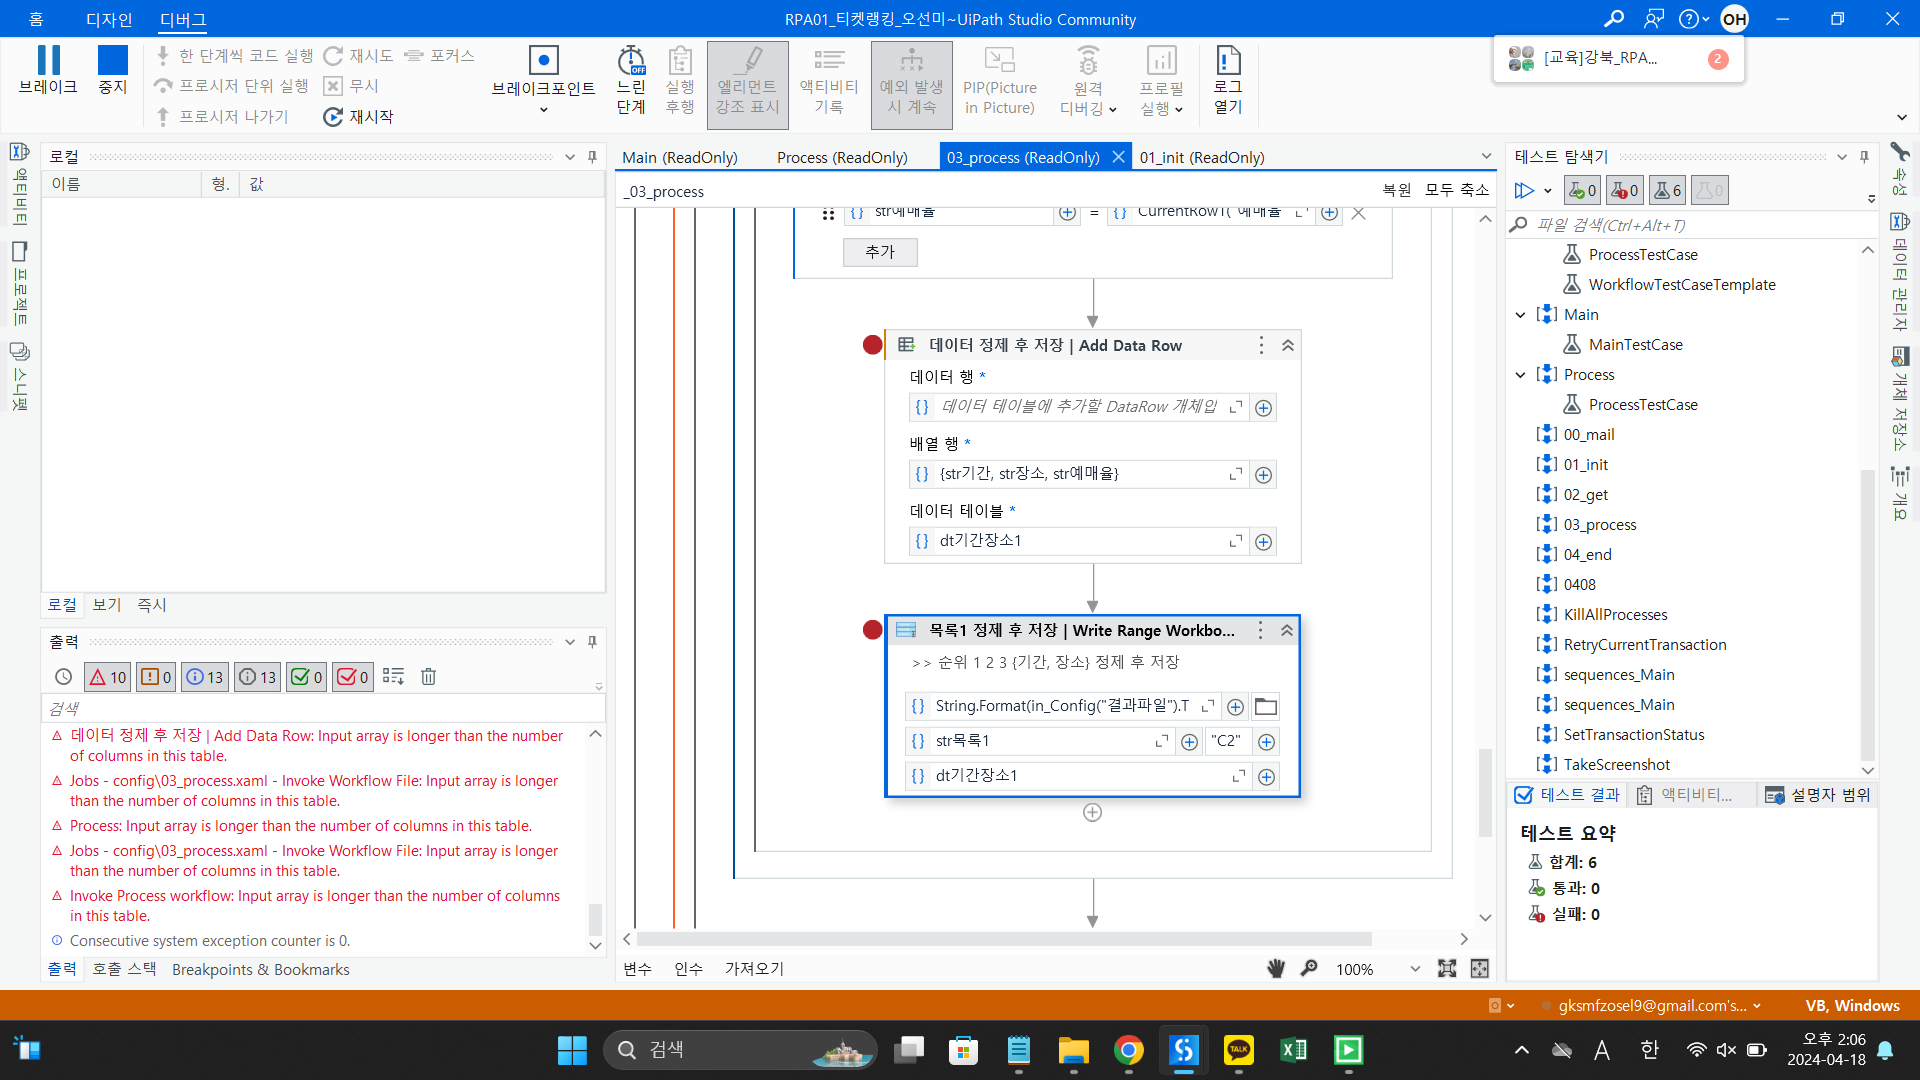 홈 디자인 디버그
RPA01_티켓랭킹_오선미~UiPath Studio Community
OH
[교육]강북_RPA... 2
브레이크 중지
한 단계씩 코드 실행 재시도 포커스
프로시저 단위 실행 무시
프로시저 나가기 재시작
브레이크포인트
OFF
느린 단계
실행 후행
엘리먼트 강조 표시
액티비티 기록
예외 발생 시 계속
PIP(Picture in Picture)
원격 디버깅
프로필 실행
로그 열기
액티비티
프로젝트
스니펫
로컬
이름 형. 값
로컬 보기 즉시
출력
10 0 13 13 0 0
검색
데이터 정제 후 저장 | Add Data Row: Input array is longer than the number
of columns in this table.
Jobs - config\03_process.xaml - Invoke Workflow File: Input array is longer
than the number of columns in this table.
Process: Input array is longer than the number of columns in this table.
Jobs - config\03_process.xaml - Invoke Workflow File: Input array is longer
than the number of columns in this table.
Invoke Process workflow: Input array is longer than the number of columns
in this table.
Consecutive system exception counter is 0.
출력 호출 스택 Breakpoints & Bookmarks
Main (ReadOnly) Process (ReadOnly) 03_process (ReadOnly) 01_init (ReadOnly)
_03_process 복원 모두 축소
{} str예매율 = {} CurrentRow1("예매율
추가
데이터 정제 후 저장 | Add Data Row
데이터 행 *
{} 데이터 테이블에 추가할 DataRow 개체입
배열 행 *
{} {str기간, str장소, str예매율}
데이터 테이블 *
{} dt기간장소1
목록1 정제 후 저장 | Write Range Workbo...
>> 순위 1 2 3 {기간, 장소} 정제 후 저장
{} String.Format(in_Config("결과파일").T
{} str목록1 "C2"
{} dt기간장소1
변수 인수 가져오기 100%
테스트 탐색기
0 0 6 0
파일 검색(Ctrl+Alt+T)
ProcessTestCase
WorkflowTestCaseTemplate
Main
MainTestCase
Process
ProcessTestCase
00_mail
01_init
02_get
03_process
04_end
0408
KillAllProcesses
RetryCurrentTransaction
sequences_Main
sequences_Main
SetTransactionStatus
TakeScreenshot
테스트 결과 액티비티... 설명자 범위
테스트 요약
합계: 6
통과: 0
실패: 0
속성
데이터 관리자
개체 저장소
개요
gksmfzosel9@gmail.com's... VB, Windows
검색
TALK
A 한
오후 2:06
2024-04-18